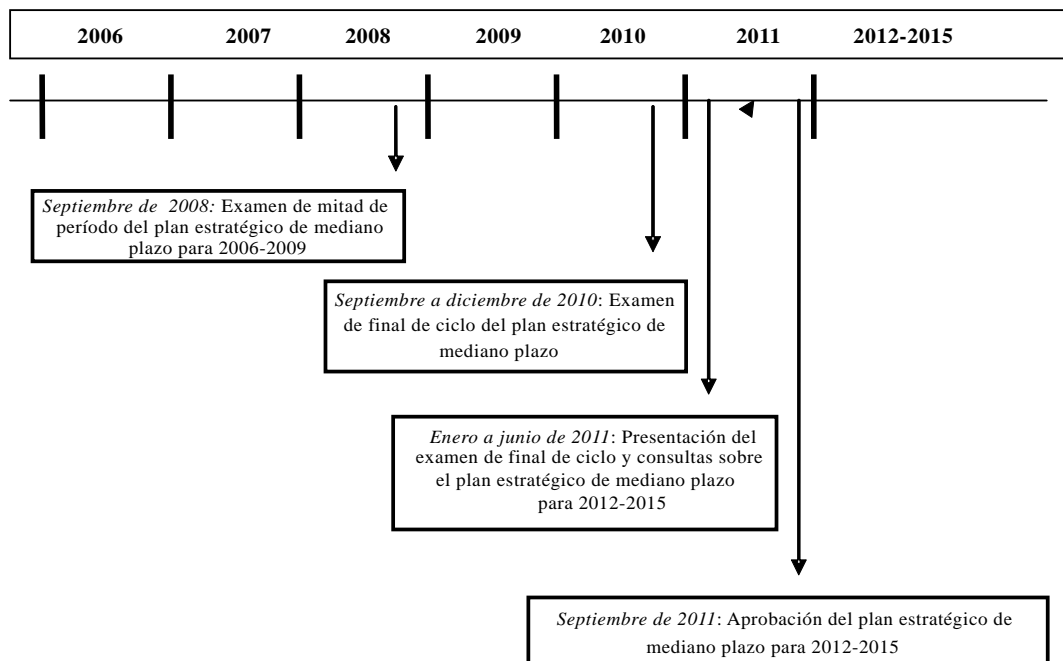 2006 2007 2008 2009 2010 2011 2012-2015
Septiembre de 2008: Examen de mitad de
período del plan estratégico de mediano
plazo para 2006-2009
Septiembre a diciembre de 2010: Examen
de final de ciclo del plan estratégico de
mediano plazo
Enero a junio de 2011: Presentación del
examen de final de ciclo y consultas sobre
el plan estratégico de mediano plazo
para 2012-2015
Septiembre de 2011: Aprobación del plan estratégico de
mediano plazo para 2012-2015